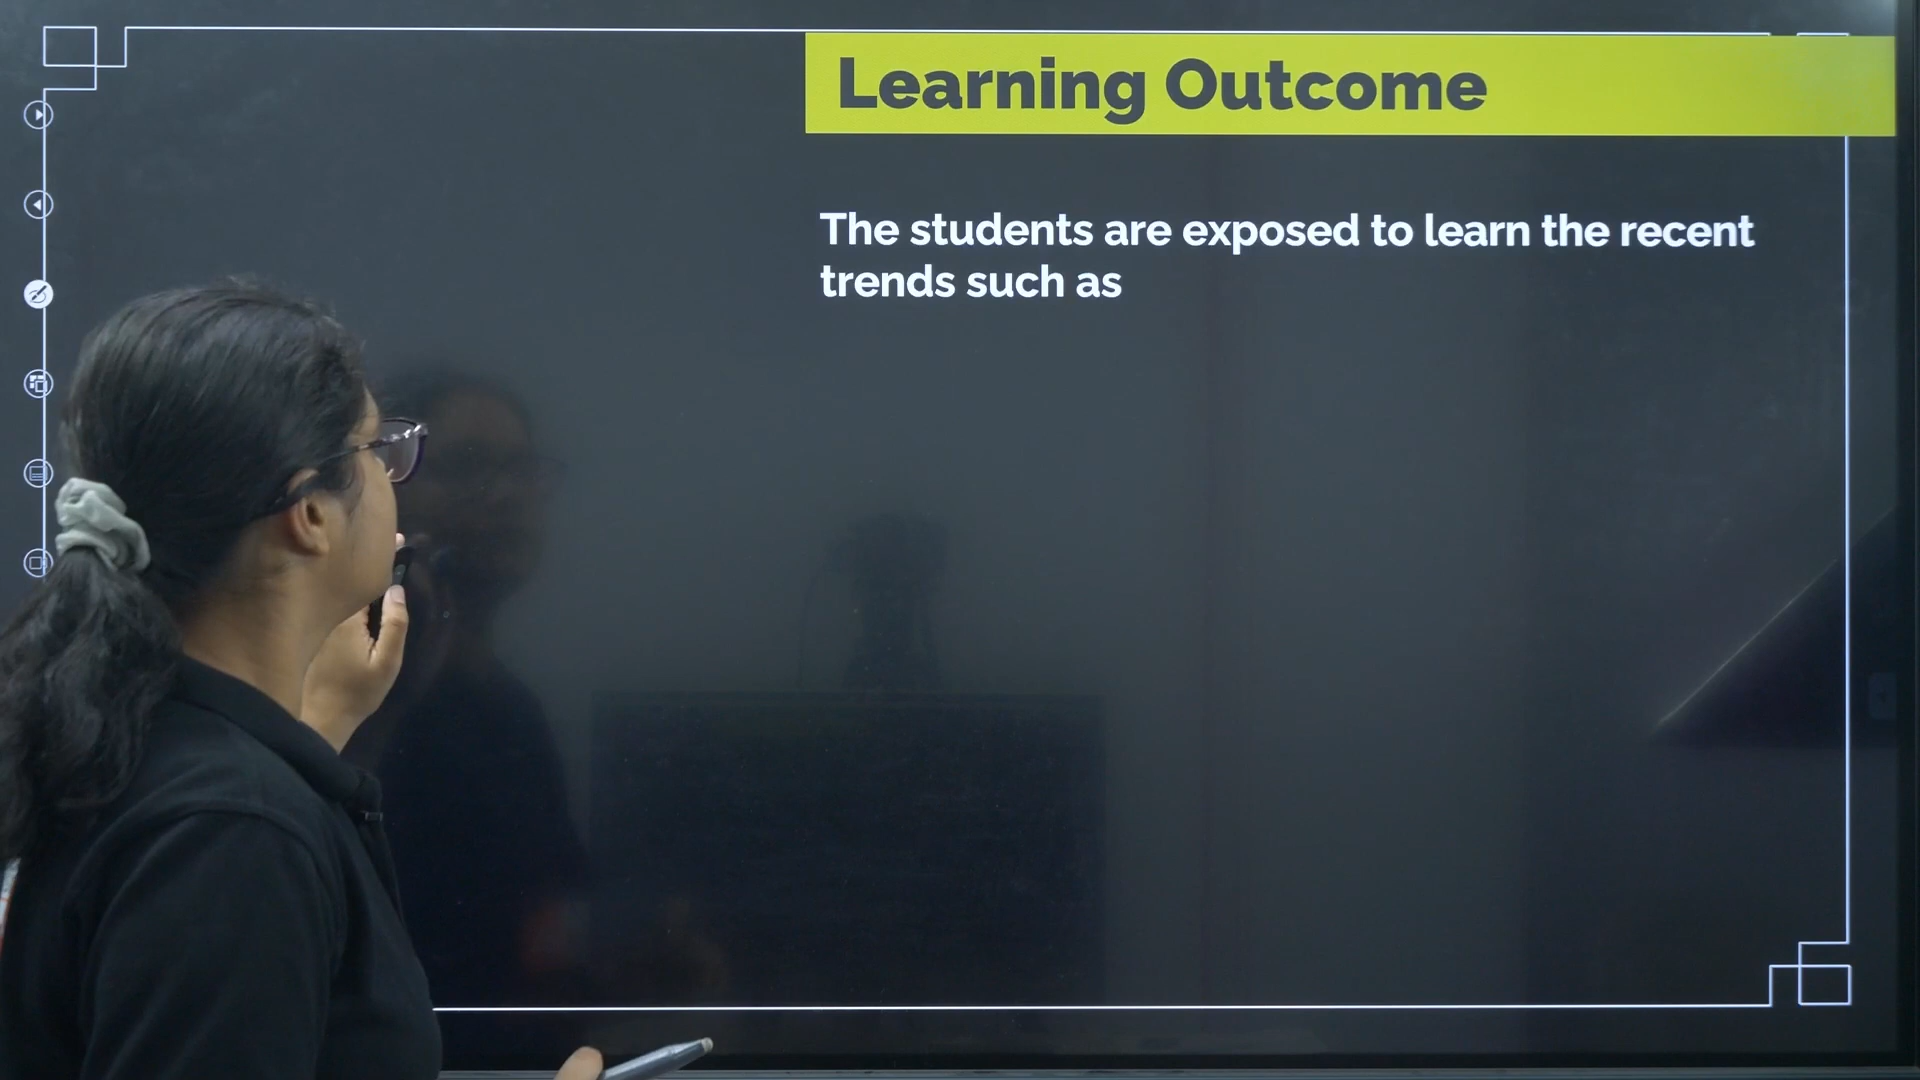 Learning Outcome
The students are exposed to learn the recent
trends such as